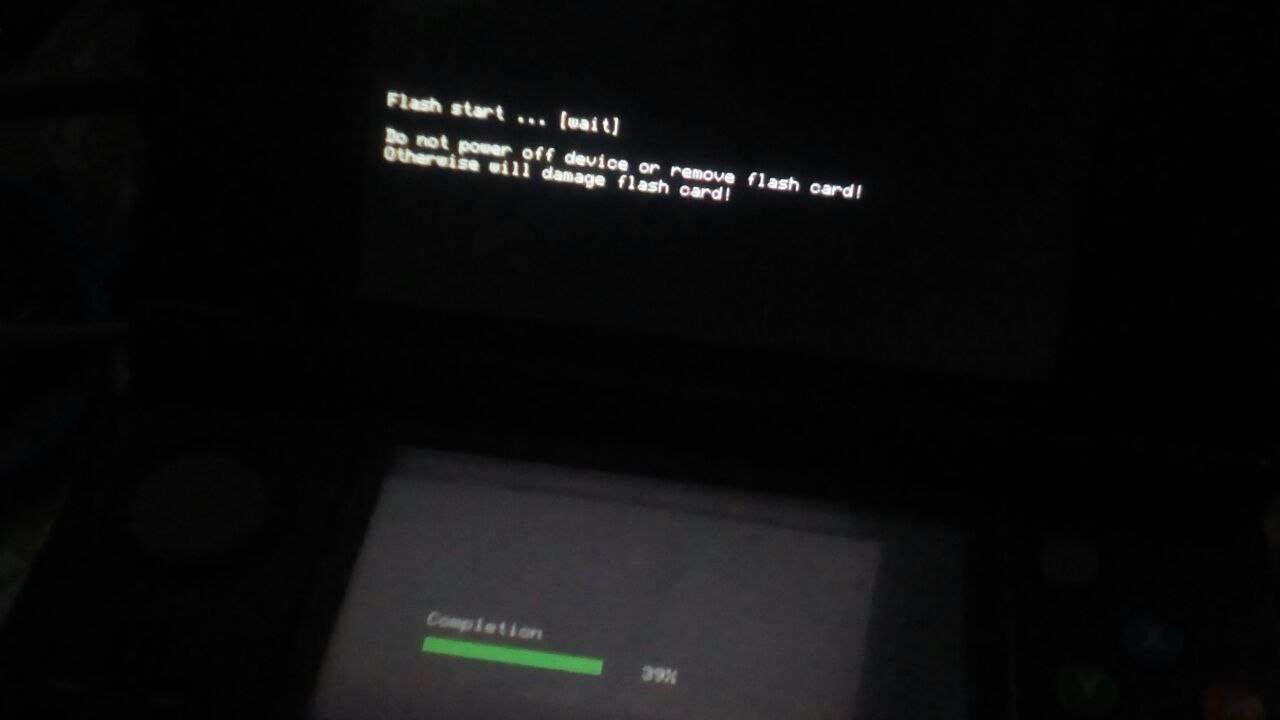 Flash start ... [wait]
Do not power off device or remove flash card!
Otherwise will damage flash card!
Completion
39%
X
Y